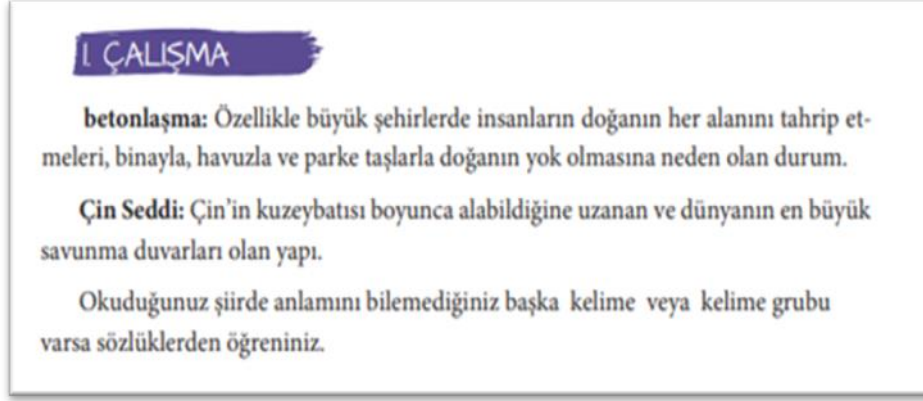 I. ÇALIŞMA
betonlaşma: Özellikle büyük şehirlerde insanların doğanın her alanını tahrip et-
meleri, binayla, havuzla ve parke taşlarla doğanın yok olmasına neden olan durum.
Çin Seddi: Çin’in kuzeybatısı boyunca alabildiğine uzanan ve dünyanın en büyük
savunma duvarları olan yapı.
Okuduğunuz şiirde anlamını bilemediğiniz başka kelime veya kelime grubu
varsa sözlüklerden öğreniniz.